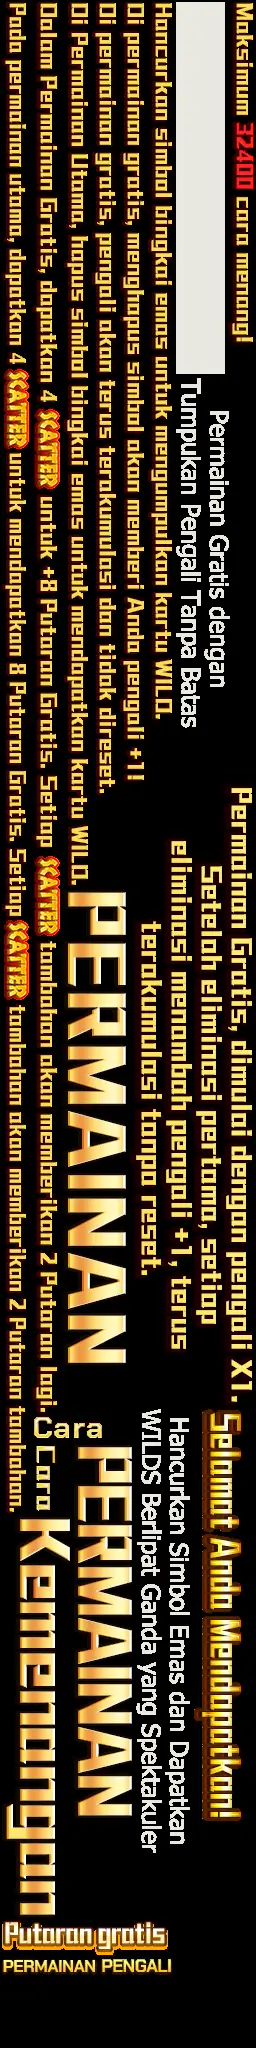 Maksimum 32400 cara menang!
Permainan Gratis dengan
Tumpukan Pengali Tanpa Batas
Hancurkan simbol bingkai emas untuk mengumpulkan kartu WILD.
Di permainan gratis, menghapus simbol akan memberi Anda pengali +1!
Di permainan gratis, pengali akan terus terakumulasi dan tidak direset.
Di Permainan Utama, hapus simbol bingkai emas untuk mendapatkan kartu WILD.
Dalam Permainan Gratis, dapatkan 4 SCATTER untuk +8 Putaran Gratis. Setiap SCATTER tambahan akan memberikan 2 Putaran lagi.
Pada permainan utama, dapatkan 4 SCATTER untuk mendapatkan 8 Putaran Gratis. Setiap SCATTER tambahan akan memberikan 2 Putaran tambahan.
Permainan Gratis, dimulai dengan pengali X1.
Setelah eliminasi pertama, setiap
eliminasi menambah pengali +1, terus
terakumulasi tanpa reset.
PERMAINAN
Selamat Anda Mendapatkan!
Hancurkan Simbol Emas dan Dapatkan
WILDS Berlipat Ganda yang Spektakuler
PERMAINAN
Cara
Cara
Kemenangan
Putaran gratis
PERMAINAN PENGALI